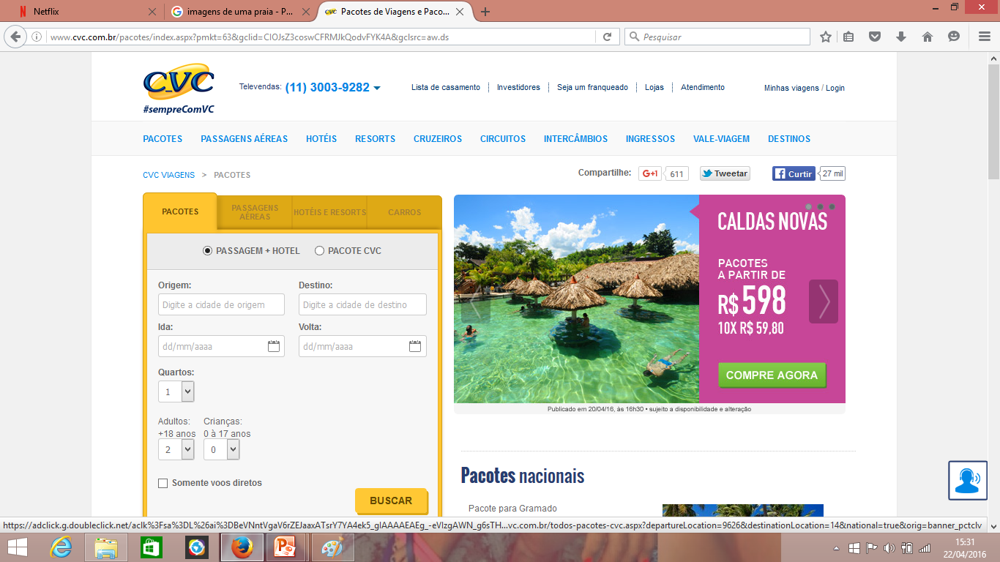 Netflix
imagens de uma praia - P...
CVC Pacotes de Viagens e Paco...
www.cvc.com.br/pacotes/index.aspx?pmkt=63&gclid=CIOJsZ3coswCFRMJkQodvFYK4A&gclsrc=aw.ds
Pesquisar
CVC
#sempreComVC
Televendas: (11) 3003-9282
Lista de casamento
Investidores
Seja um franqueado
Lojas
Atendimento
Minhas viagens / Login
PACOTES
PASSAGENS AÉREAS
HOTÉIS
RESORTS
CRUZEIROS
CIRCUITOS
INTERCÂMBIOS
INGRESSOS
VALE-VIAGEM
DESTINOS
CVC VIAGENS > PACOTES
Compartilhe:
G+1 611
Tweetar
Curtir 27 mil
PACOTES
PASSAGENS
AÉREAS
HOTÉIS E RESORTS
CARROS
PASSAGEM + HOTEL
PACOTE CVC
Origem:
Digite a cidade de origem
Destino:
Digite a cidade de destino
Ida:
dd/mm/aaaa
Volta:
dd/mm/aaaa
Quartos:
1
Adultos:
+18 anos
2
Crianças:
0 à 17 anos
0
Somente voos diretos
BUSCAR
CALDAS NOVAS
PACOTES
A PARTIR DE
R$ 598
10X R$ 59,80
COMPRE AGORA
Publicado em 20/04/16, às 16h30 • sujeito a disponibilidade e alteração
Pacotes nacionais
Pacote para Gramado
https://adclick.g.doubleclick.net/aclk%3Fsa%3DL%26ai%3DBeVNntVgaV6rZEJaaxATsrY7YA4ek5_gIAAAAEAEg_-eVIzgAWN_g6sTH...vc.com.br/todos-pacotes-cvc.aspx?departureLocation=9626&destinationLocation=14&national=true&orig=banner_pctclv
15:31
22/04/2016